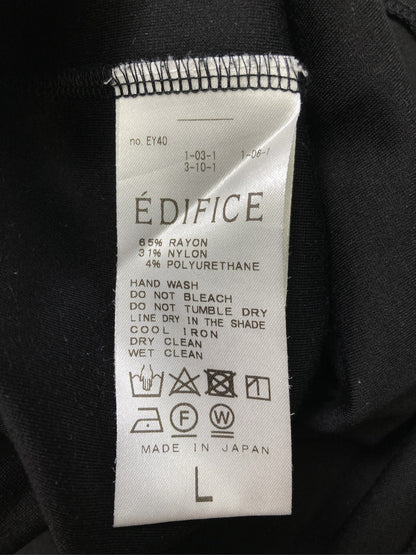 no. EY40
1-03-1 1-06-1
3-10-1
ÉDIFICE
65% RAYON
31% NYLON
4% POLYURETHANE
HAND WASH
DO NOT BLEACH
DO NOT TUMBLE DRY
LINE DRY IN THE SHADE
COOL IRON
DRY CLEAN
WET CLEAN
F W
MADE IN JAPAN
L